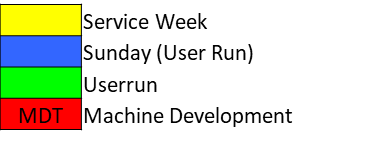 Service Week
Sunday (User Run)
Userrun
MDT Machine Development